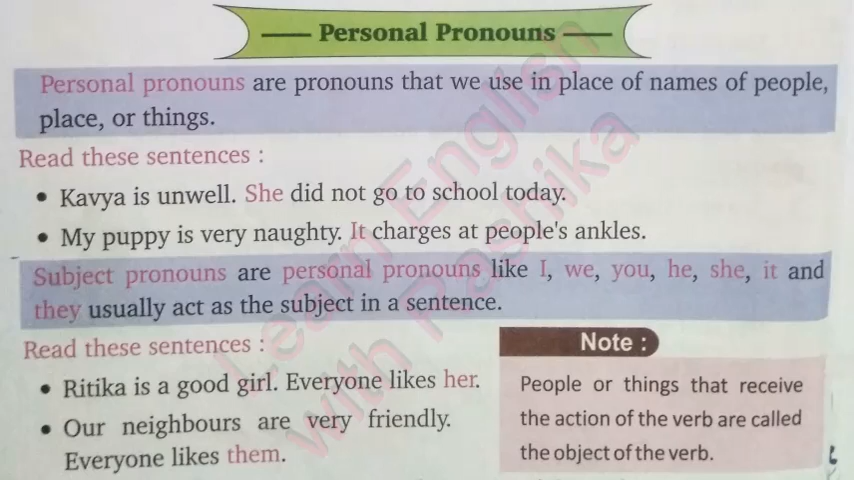 Personal Pronouns
Personal pronouns are pronouns that we use in place of names of people,
place, or things.
Read these sentences :
• Kavya is unwell. She did not go to school today.
• My puppy is very naughty. It charges at people's ankles.
Subject pronouns are personal pronouns like I, we, you, he, she, it and
they usually act as the subject in a sentence.
Read these sentences :
• Ritika is a good girl. Everyone likes her.
• Our neighbours are very friendly.
Everyone likes them.
Note :
People or things that receive
the action of the verb are called
the object of the verb.
Learn English
with Rashika